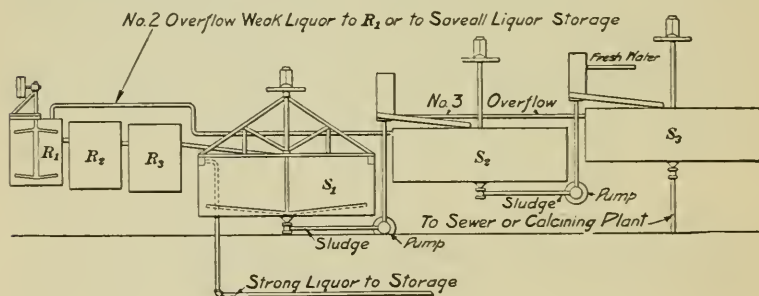 No.2 Overflow Weak Liquor to R₁ or to Saveall Liquor Storage
Fresh Water
No. 3 Overflow
R₁
R₂
R₃
S₁
S₂
S₃
Sludge
Pump
Sludge
Pump
To Sewer or Calcining Plant
Strong Liquor to Storage